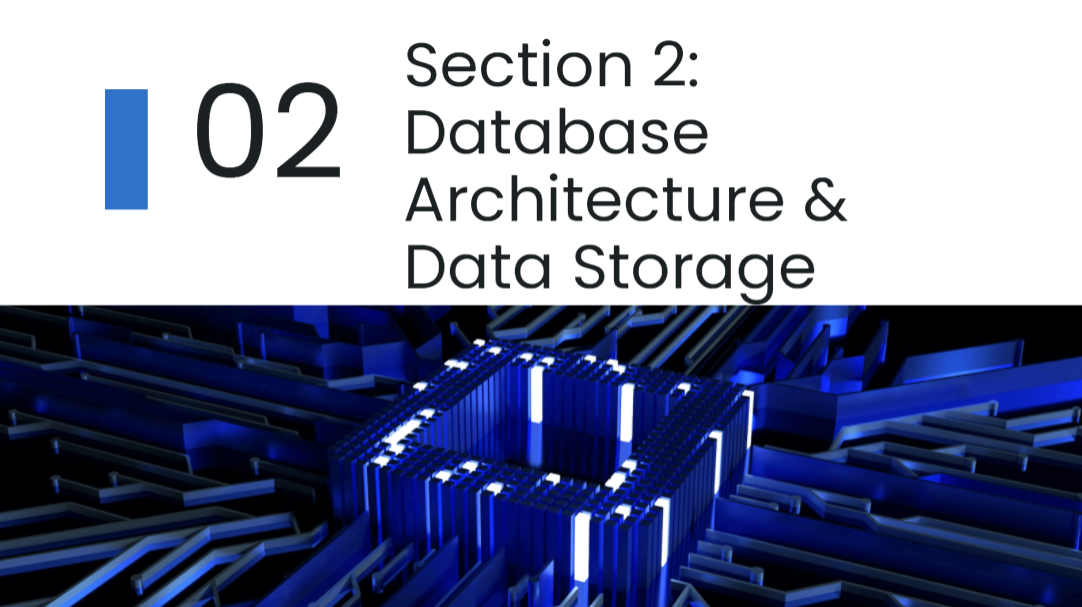 02
Section 2:
Database
Architecture &
Data Storage